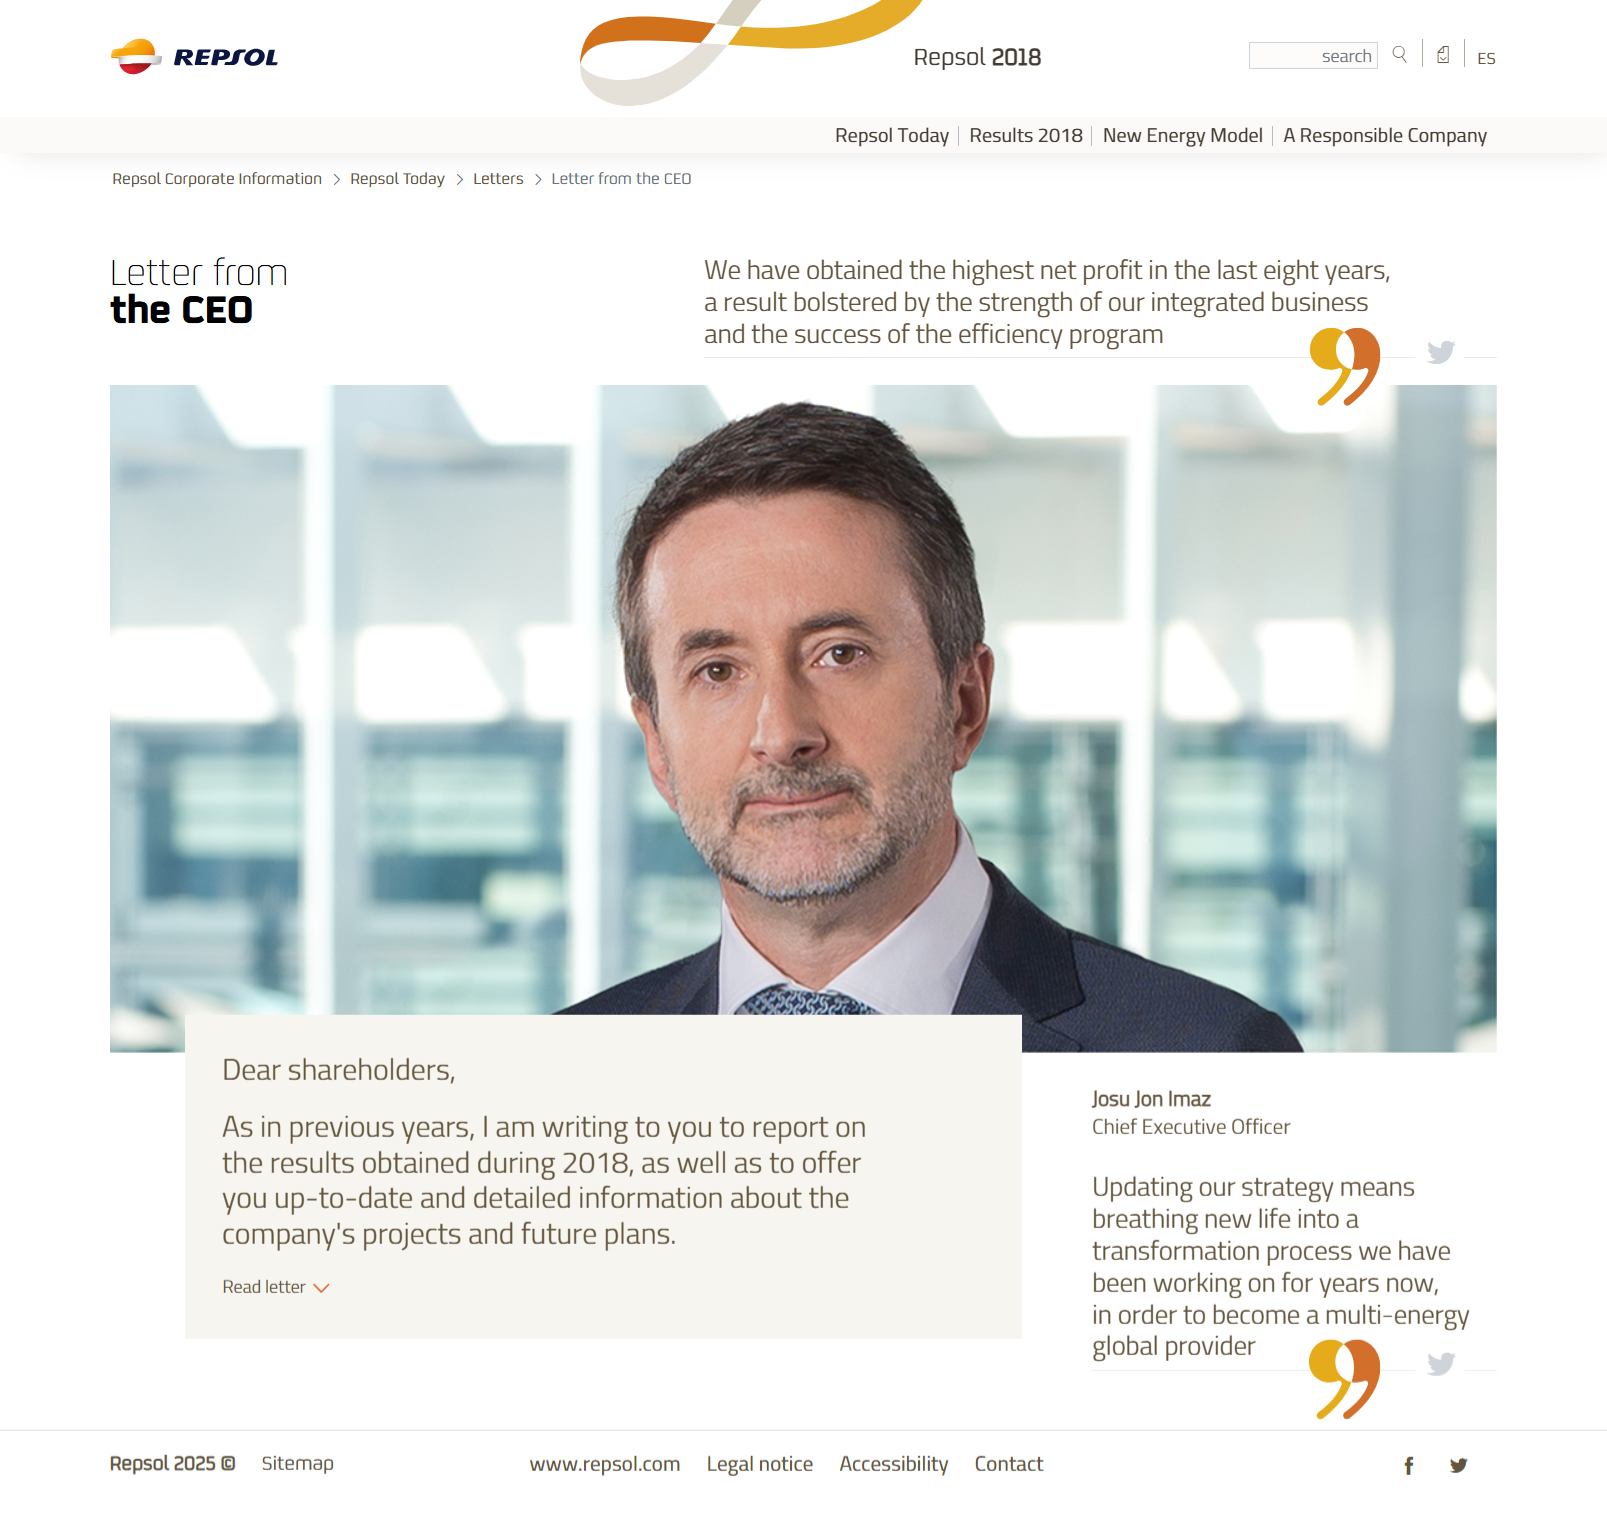 REPSOL
Repsol 2018
search
ES
Repsol Today
Results 2018
New Energy Model
A Responsible Company
Repsol Corporate Information > Repsol Today > Letters > Letter from the CEO
Letter from
the CEO
We have obtained the highest net profit in the last eight years,
a result bolstered by the strength of our integrated business
and the success of the efficiency program
Dear shareholders,
As in previous years, I am writing to you to report on
the results obtained during 2018, as well as to offer
you up-to-date and detailed information about the
company's projects and future plans.
Read letter
Josu Jon Imaz
Chief Executive Officer
Updating our strategy means
breathing new life into a
transformation process we have
been working on for years now,
in order to become a multi-energy
global provider
Repsol 2025 ©
Sitemap
www.repsol.com
Legal notice
Accessibility
Contact